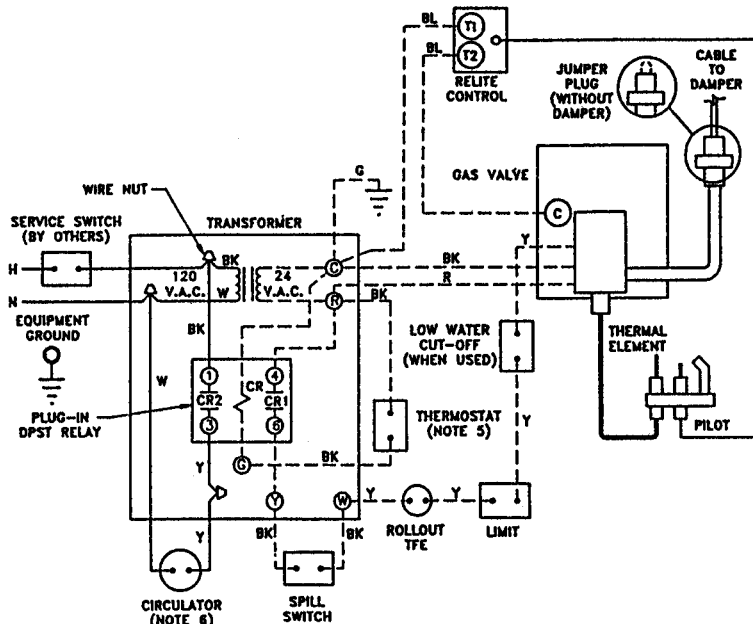 BL
T1
BL
T2
RELITE
CONTROL
JUMPER
PLUG
(WITHOUT
DAMPER)
CABLE
TO
DAMPER
G
GAS VALVE
WIRE NUT
SERVICE SWITCH
(BY OTHERS)
TRANSFORMER
C
Y
H
BK
C
BK
120
V.A.C.
24
V.A.C.
R
N
W
R
BK
EQUIPMENT
GROUND
BK
LOW WATER
CUT-OFF
(WHEN USED)
THERMAL
ELEMENT
W
1
4
CR
CR2
CR1
PLUG-IN
DPST RELAY
3
6
THERMOSTAT
(NOTE 5)
Y
PILOT
Y
G
BK
Y
W
Y
Y
ROLLOUT
TFE
LIMIT
Y
BK
BK
CIRCULATOR
(NOTE 6)
SPILL
SWITCH